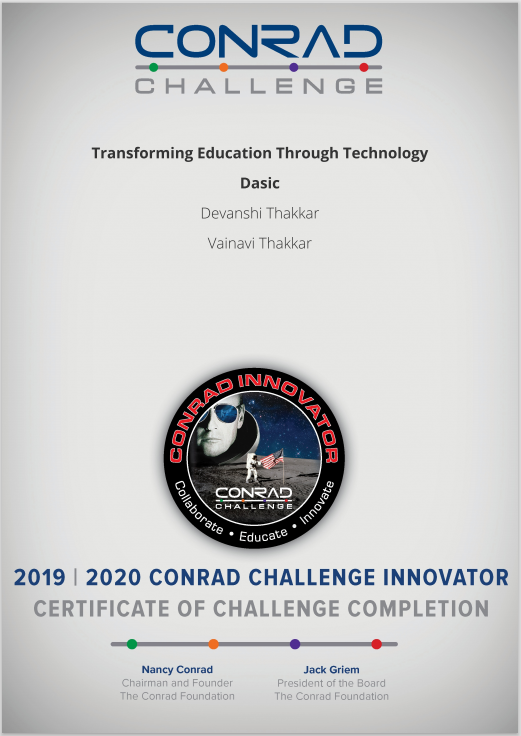 CONRAD
CHALLENGE
Transforming Education Through Technology
Dasic
Devanshi Thakkar
Vainavi Thakkar
CONRAD INNOVATOR
CONRAD
CHALLENGE
Collaborate • Educate • Innovate
2019 | 2020 CONRAD CHALLENGE INNOVATOR
CERTIFICATE OF CHALLENGE COMPLETION
Nancy Conrad
Chairman and Founder
The Conrad Foundation
Jack Griem
President of the Board
The Conrad Foundation